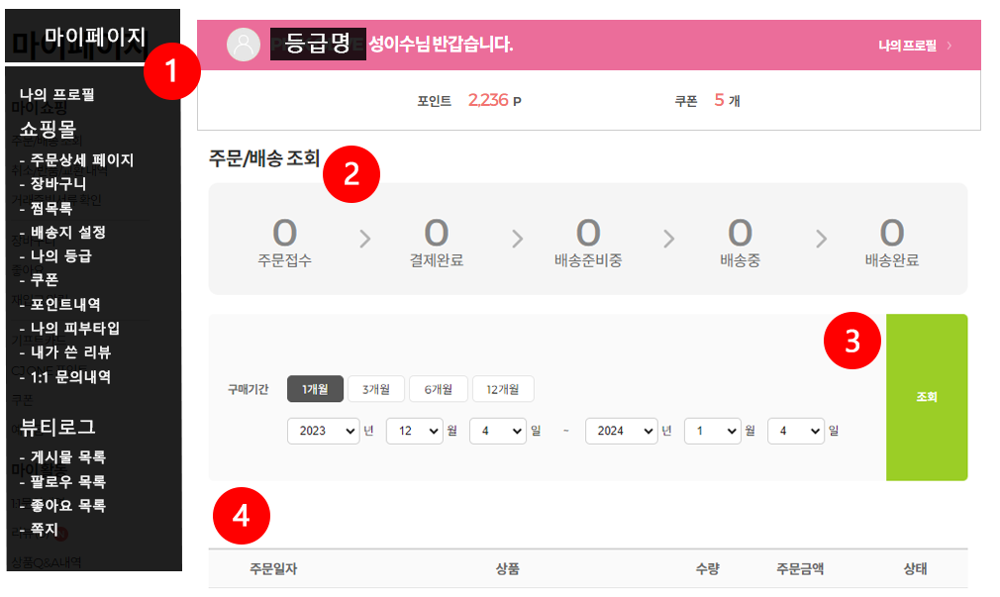 마이페이지
1
나의 프로필
쇼핑몰
- 주문상세 페이지
- 장바구니
- 찜목록
- 배송지 설정
- 나의 등급
- 쿠폰
- 포인트내역
- 나의 피부타입
- 내가 쓴 리뷰
- 1:1 문의내역
뷰티로그
- 게시물 목록
- 팔로우 목록
- 좋아요 목록
- 쪽지
상품Q&A내역
등급명 성이수님 반갑습니다.
나의 프로필 >
포인트 2,236 P
쿠폰 5 개
주문/배송 조회
2
0 > 0 > 0 > 0 > 0
주문접수 결제완료 배송준비중 배송중 배송완료
3
구매기간 1개월 3개월 6개월 12개월
조회
2023 년 12 월 4 일 ~ 2024 년 1 월 4 일
4
주문일자 상품 수량 주문금액 상태